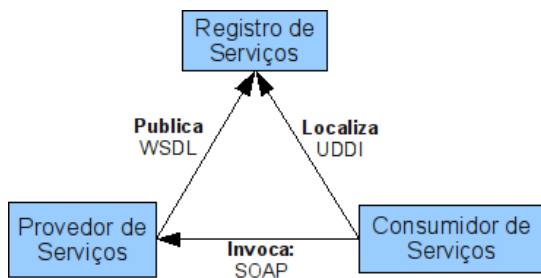 Registro de
Serviços
Publica
WSDL
Localiza
UDDI
Provedor de
Serviços
Invoca:
SOAP
Consumidor de
Serviços